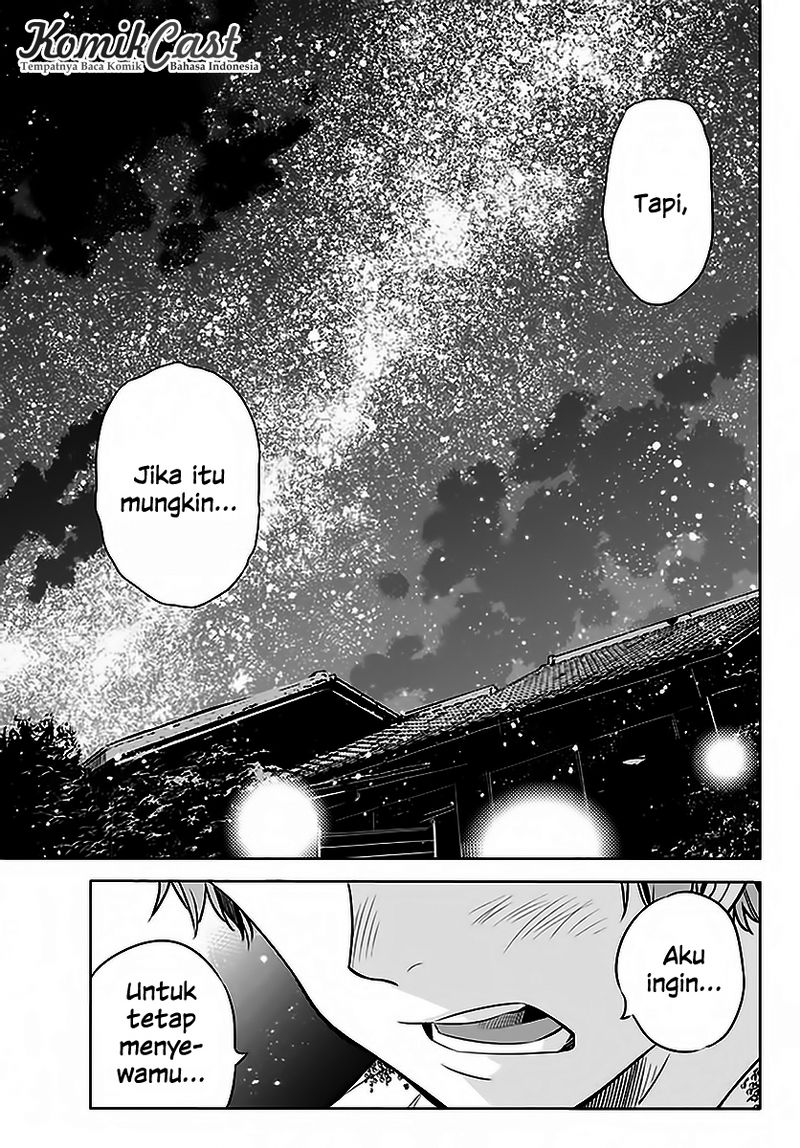 KomikCast
Tempatnya Baca Komik Bahasa Indonesia
Tapi,
Jika itu
mungkin...
Aku
ingin...
Untuk
tetap
menye-
wamu...